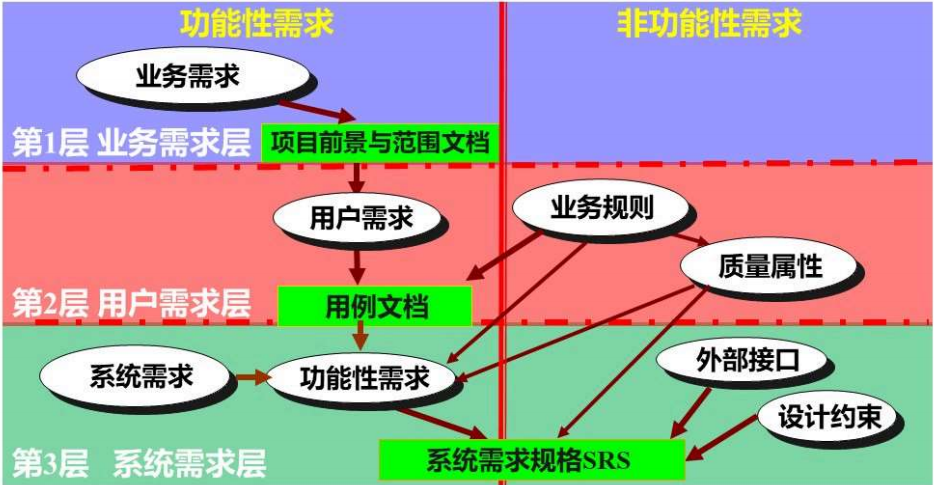 功能性需求
非功能性需求
业务需求
第1层 业务需求层
项目前景与范围文档
用户需求
业务规则
质量属性
第2层 用户需求层
用例文档
系统需求
功能性需求
外部接口
设计约束
第3层 系统需求层
系统需求规格SRS